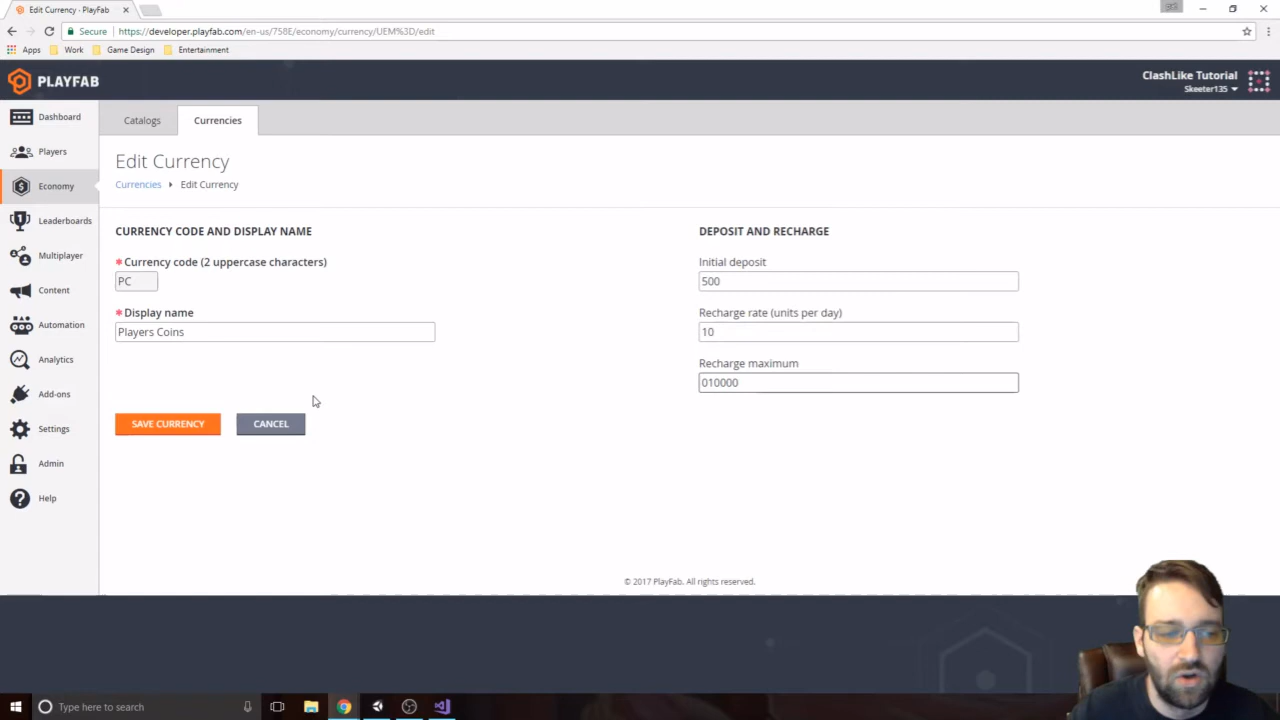 Edit Currency - PlayFab
Secure
https://developer.playfab.com/en-us/758E/economy/currency/UEM%3D/edit
Apps
Work
Game Design
Entertainment
PLAYFAB
ClashLike Tutorial
Skeeter135
Dashboard
Players
Economy
Leaderboards
Multiplayer
Content
Automation
Analytics
Add-ons
Settings
Admin
Help
Catalogs
Currencies
Edit Currency
Currencies
Edit Currency
CURRENCY CODE AND DISPLAY NAME
* Currency code (2 uppercase characters)
PC
* Display name
Players Coins
SAVE CURRENCY
CANCEL
DEPOSIT AND RECHARGE
Initial deposit
500
Recharge rate (units per day)
10
Recharge maximum
010000
© 2017 PlayFab. All rights reserved.
Type here to search